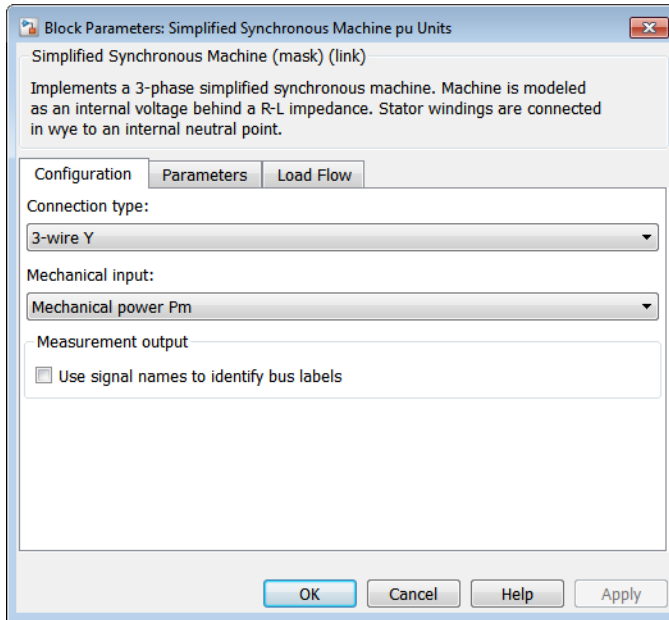 Block Parameters: Simplified Synchronous Machine pu Units
Simplified Synchronous Machine (mask) (link)
Implements a 3-phase simplified synchronous machine. Machine is modeled
as an internal voltage behind a R-L impedance. Stator windings are connected
in wye to an internal neutral point.
Configuration Parameters Load Flow
Connection type:
3-wire Y
Mechanical input:
Mechanical power Pm
Measurement output
Use signal names to identify bus labels
OK Cancel Help Apply